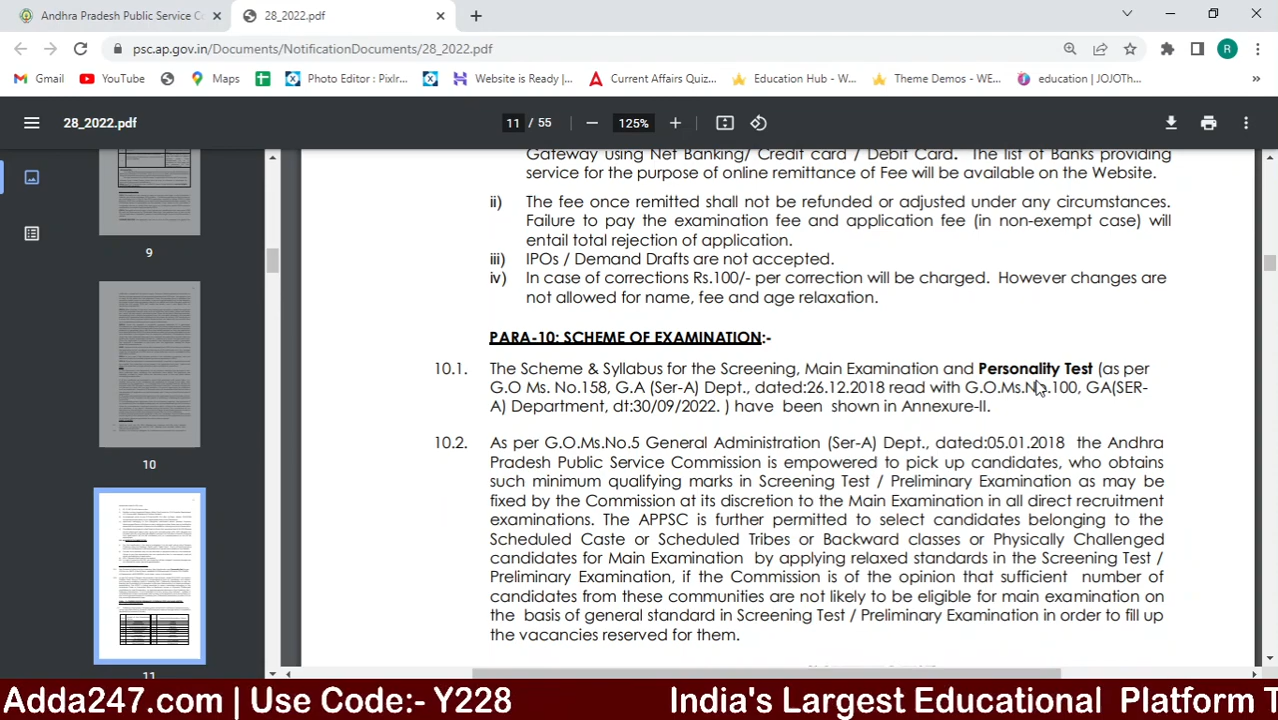 Andhra Pradesh Public Service C
28_2022.pdf
psc.ap.gov.in/Documents/NotificationDocuments/28_2022.pdf
R
Gmail
YouTube
Maps
Photo Editor : Pixlr...
Website is Ready |...
Current Affairs Quiz...
Education Hub - W...
Theme Demos - WE...
education | JOJOTh...
28_2022.pdf
11 / 55
125%
9
10
11
Gateway using Net Banking/ Credit card / Debit Card. The list of Banks providing
service for the purpose of online remittance of Fee will be available on the Website.
ii) The fee once remitted shall not be refunded or adjusted under any circumstances.
Failure to pay the examination fee and application fee (in non-exempt case) will
entail total rejection of application.
iii) IPOs / Demand Drafts are not accepted.
iv) In case of corrections Rs.100/- per correction will be charged. However changes are
not allowed for name, fee and age relaxation.
PARA-10: SCHEME OF EXAMINATION:-
10.1. The Scheme & Syllabus for the Screening, Main Examination and Personality Test (as per
G.O Ms. No.158, G.A (Ser-A) Dept., dated:26.12.2018 read with G.O.Ms.No.100, GA(SER-
A) Department, dt:30/09/2022. ) have been shown in Annexure-II.
10.2. As per G.O.Ms.No.5 General Administration (Ser-A) Dept., dated:05.01.2018 the Andhra
Pradesh Public Service Commission is empowered to pick up candidates, who obtains
such minimum qualifying marks in Screening Test / Preliminary Examination as may be
fixed by the Commission at its discretion to the Main Examination in all direct recruitment
examinations. The APPSC is further permitted to select candidates belonging to the
Scheduled Caste or Scheduled Tribes or Backward classes or Physically Challenged
candidates for Main Examination by applying relaxed standards in the Screening Test /
Preliminary Examination, if the Commission is of the opinion that sufficient number of
candidates from these communities are not likely to be eligible for main examination on
the basis of general standard in Screening Test / Preliminary Examination in order to fill up
the vacancies reserved for them.
Adda247.com | Use Code:- Y228 India's Largest Educational Platform T